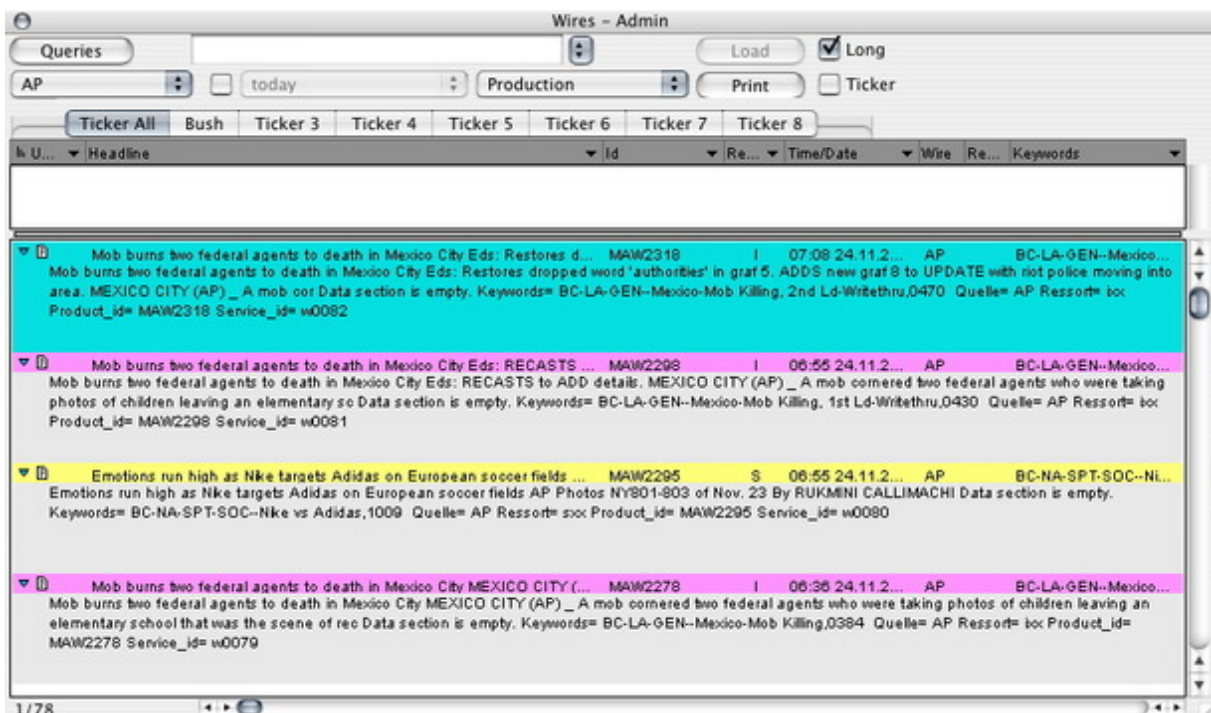 Wires – Admin
Queries Load Long
AP today Production Print Ticker
Ticker All Bush Ticker 3 Ticker 4 Ticker 5 Ticker 6 Ticker 7 Ticker 8
U... Headline Id Re... Time/Date Wire Re... Keywords
Mob burns two federal agents to death in Mexico City Eds: Restores d... MAW2318 I 07:08 24.11.2... AP BC-LA-GEN--Mexico...
Mob burns two federal agents to death in Mexico City Eds: Restores dropped word 'authorities' in graf 5. ADDS new graf 8 to UPDATE with riot police moving into
area. MEXICO CITY (AP) _ A mob cor Data section is empty. Keywords= BC-LA-GEN--Mexico-Mob Killing, 2nd Ld-Writethru,0470 Quelle= AP Ressort= ixx
Product_id= MAW2318 Service_id= w0082
Mob burns two federal agents to death in Mexico City Eds: RECASTS ... MAW2298 I 06:55 24.11.2... AP BC-LA-GEN--Mexico...
Mob burns two federal agents to death in Mexico City Eds: RECASTS to ADD details. MEXICO CITY (AP) _ A mob cornered two federal agents who were taking
photos of children leaving an elementary sc Data section is empty. Keywords= BC-LA-GEN--Mexico-Mob Killing, 1st Ld-Writethru,0430 Quelle= AP Ressort= ixx
Product_id= MAW2298 Service_id= w0081
Emotions run high as Nike targets Adidas on European soccer fields ... MAW2295 S 06:55 24.11.2... AP BC-NA-SPT-SOC--Ni...
Emotions run high as Nike targets Adidas on European soccer fields AP Photos NY801-803 of Nov. 23 By RUKMINI CALLIMACHI Data section is empty.
Keywords= BC-NA-SPT-SOC--Nike vs Adidas,1009 Quelle= AP Ressort= sxx Product_id= MAW2295 Service_id= w0080
Mob burns two federal agents to death in Mexico City MEXICO CITY (... MAW2278 I 06:36 24.11.2... AP BC-LA-GEN--Mexico...
Mob burns two federal agents to death in Mexico City MEXICO CITY (AP) _ A mob cornered two federal agents who were taking photos of children leaving an
elementary school that was the scene of rec Data section is empty. Keywords= BC-LA-GEN--Mexico-Mob Killing,0384 Quelle= AP Ressort= ixx Product_id=
MAW2278 Service_id= w0079
1/78